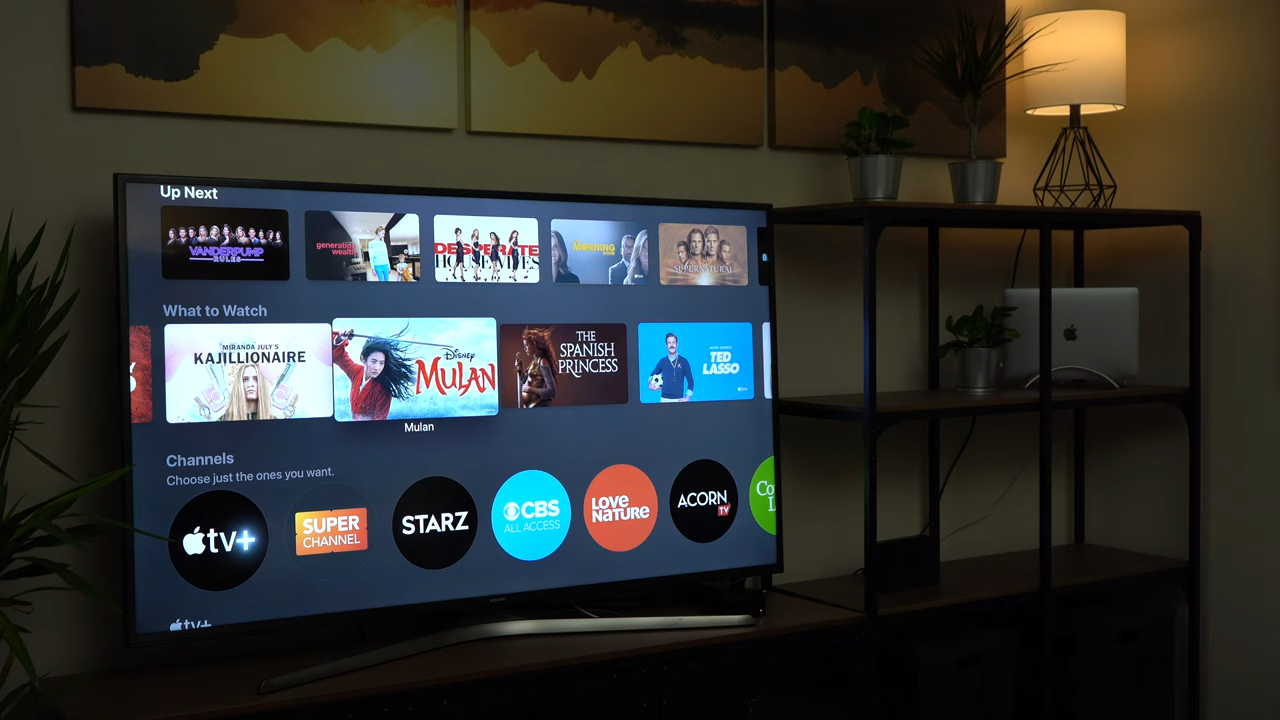 Up Next
VANDERPUMP
RULES
generation
wealth
DESPERATE
HOUSEWIVES
MORNING
SUPERNATURAL
What to Watch
MIRANDA JULY'S
KAJILLIONAIRE
Disney
MULAN
THE
SPANISH
PRINCESS
TED
LASSO
Mulan
Channels
Choose just the ones you want.
tv+
SUPER
CHANNEL
STARZ
CBS
ALL ACCESS
LOVE
NATURE
ACORN
TV
tv+